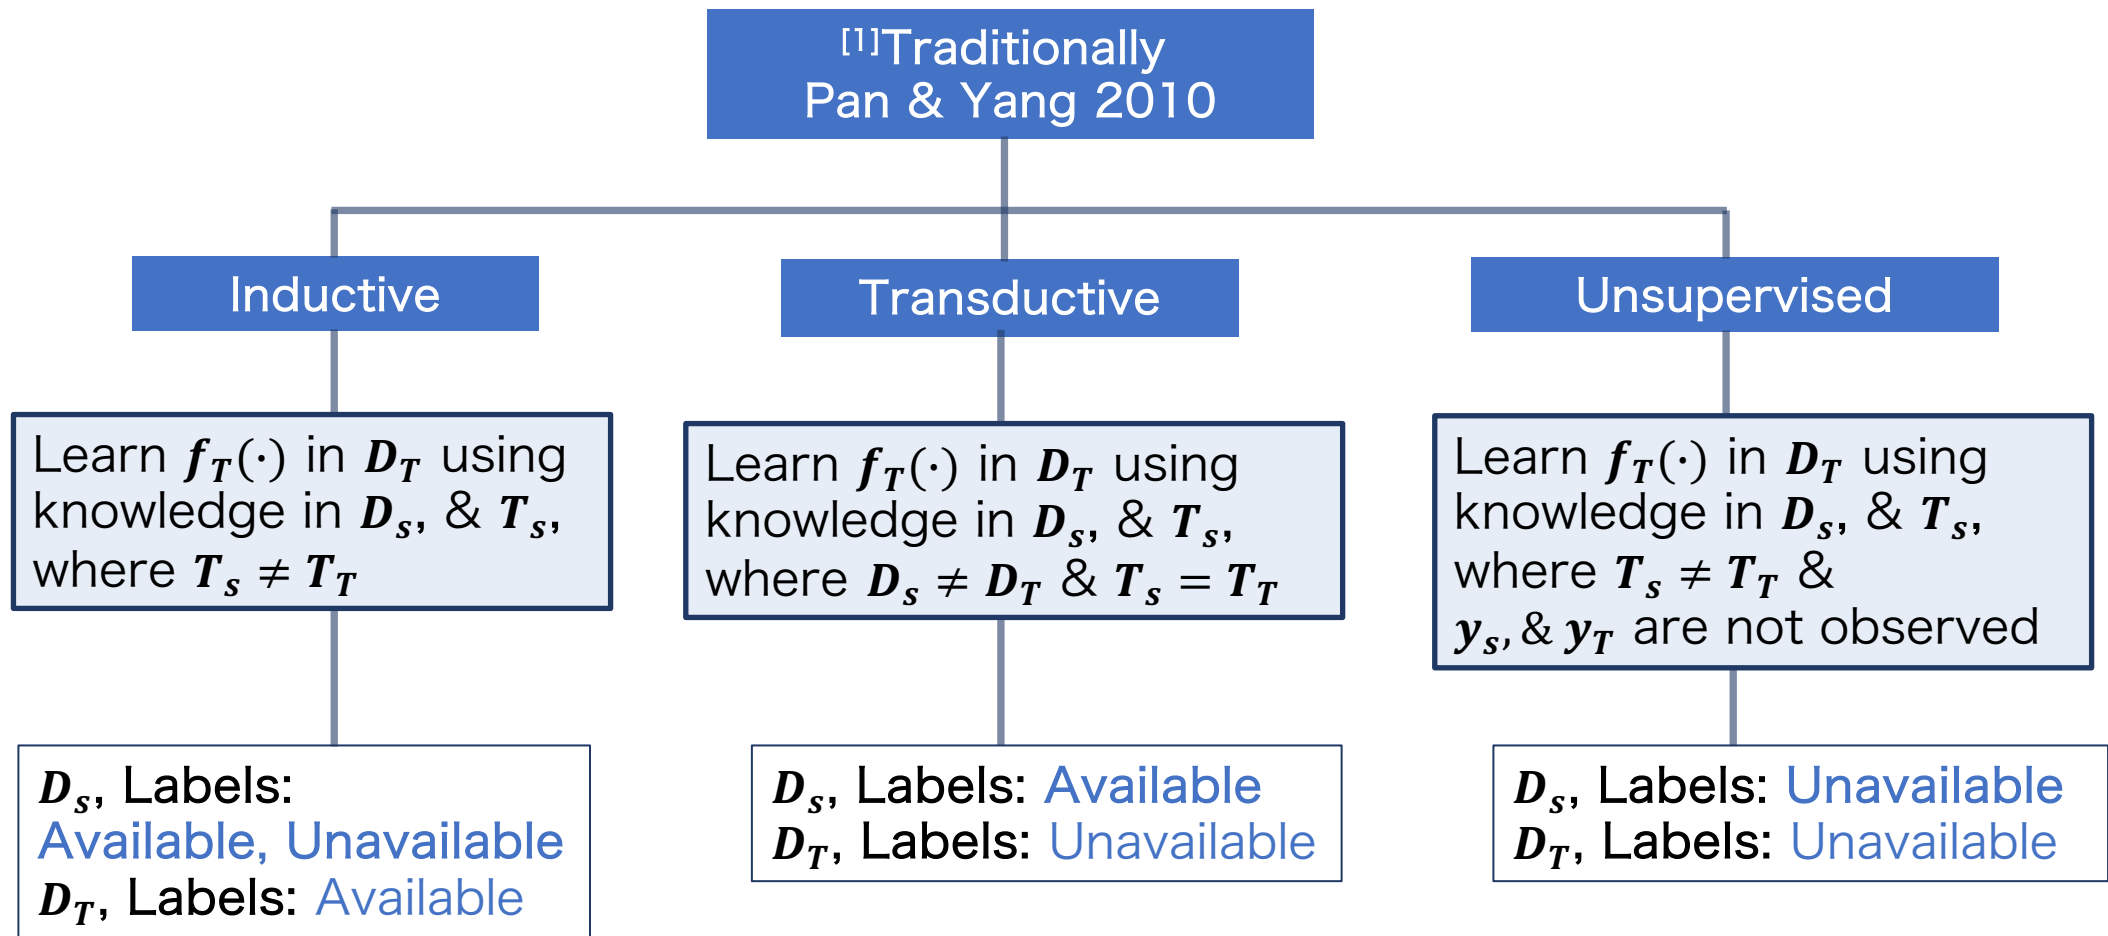 [1]Traditionally
Pan & Yang 2010
Inductive
Transductive
Unsupervised
Learn f_T(·) in D_T using
knowledge in D_s, & T_s,
where T_s ≠ T_T
Learn f_T(·) in D_T using
knowledge in D_s, & T_s,
where D_s ≠ D_T & T_s = T_T
Learn f_T(·) in D_T using
knowledge in D_s, & T_s,
where T_s ≠ T_T &
y_s, & y_T are not observed
D_s, Labels:
Available, Unavailable
D_T, Labels: Available
D_s, Labels: Available
D_T, Labels: Unavailable
D_s, Labels: Unavailable
D_T, Labels: Unavailable